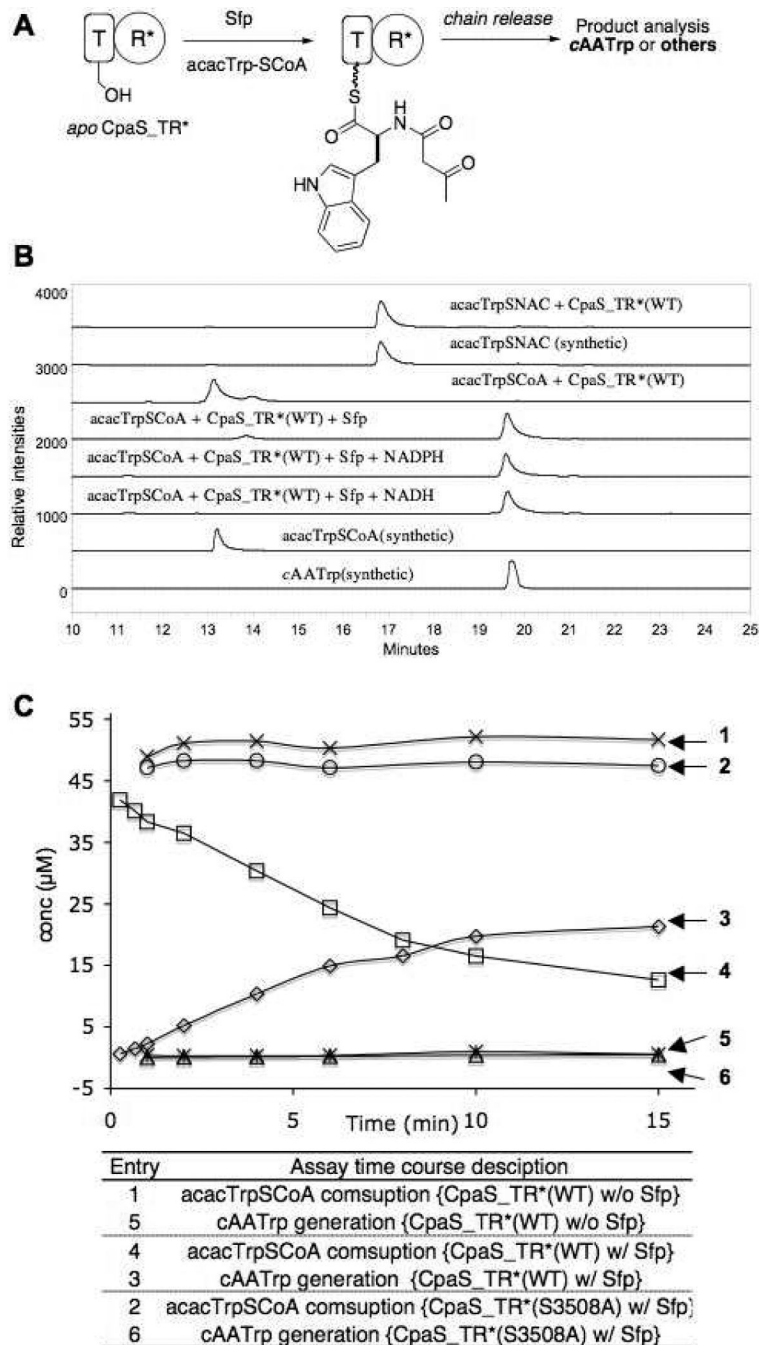 A
T R*
OH
apo CpaS_TR*
Sfp
acacTrp-SCoA
T R*
S
O
H
N
O
O
HN
chain release
Product analysis
cAATrp or others
B
Relative intensities
4000
3000
2000
1000
0
acacTrpSNAC + CpaS_TR*(WT)
acacTrpSNAC (synthetic)
acacTrpSCoA + CpaS_TR*(WT)
acacTrpSCoA + CpaS_TR*(WT) + Sfp
acacTrpSCoA + CpaS_TR*(WT) + Sfp + NADPH
acacTrpSCoA + CpaS_TR*(WT) + Sfp + NADH
acacTrpSCoA(synthetic)
cAATrp(synthetic)
10 11 12 13 14 15 16 17 18 19 20 21 22 23 24 25
Minutes
C
conc (µM)
55
45
35
25
15
5
-5
1
2
3
4
5
6
0 5 10 15
Time (min)
Entry Assay time course desciption
1 acacTrpSCoA comsuption {CpaS_TR*(WT) w/o Sfp}
5 cAATrp generation {CpaS_TR*(WT) w/o Sfp}
4 acacTrpSCoA comsuption {CpaS_TR*(WT) w/ Sfp}
3 cAATrp generation {CpaS_TR*(WT) w/ Sfp}
2 acacTrpSCoA comsuption {CpaS_TR*(S3508A) w/ Sfp}
6 cAATrp generation {CpaS_TR*(S3508A) w/ Sfp}